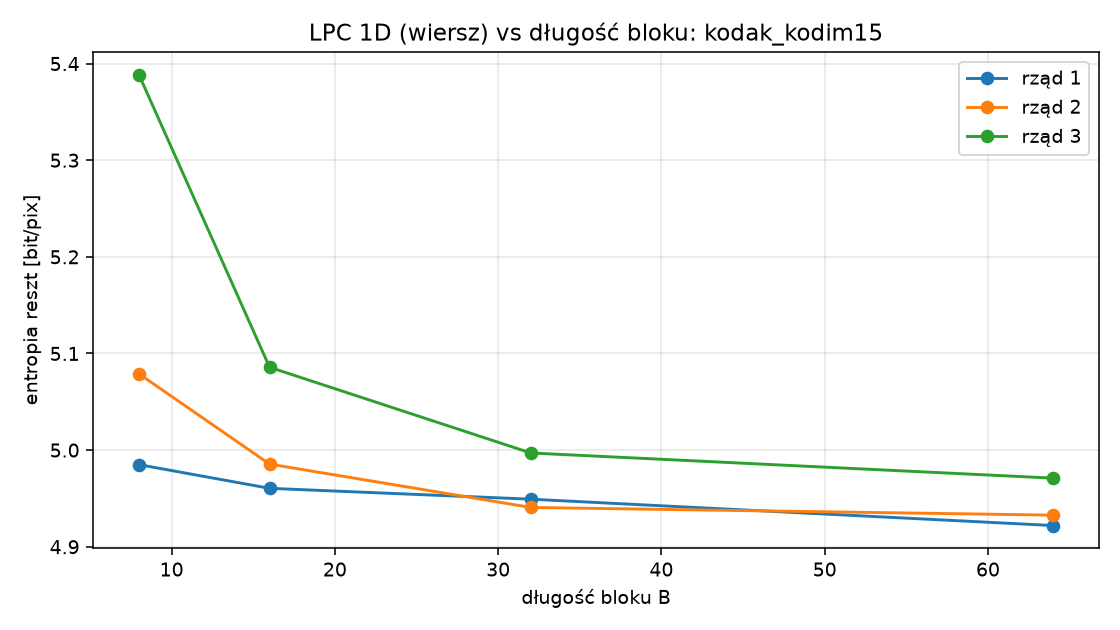 LPC 1D (wiersz) vs długość bloku: kodak_kodim15
entropia reszt [bit/pix]
5.4
5.3
5.2
5.1
5.0
4.9
rząd 1
rząd 2
rząd 3
10 20 30 40 50 60
długość bloku B